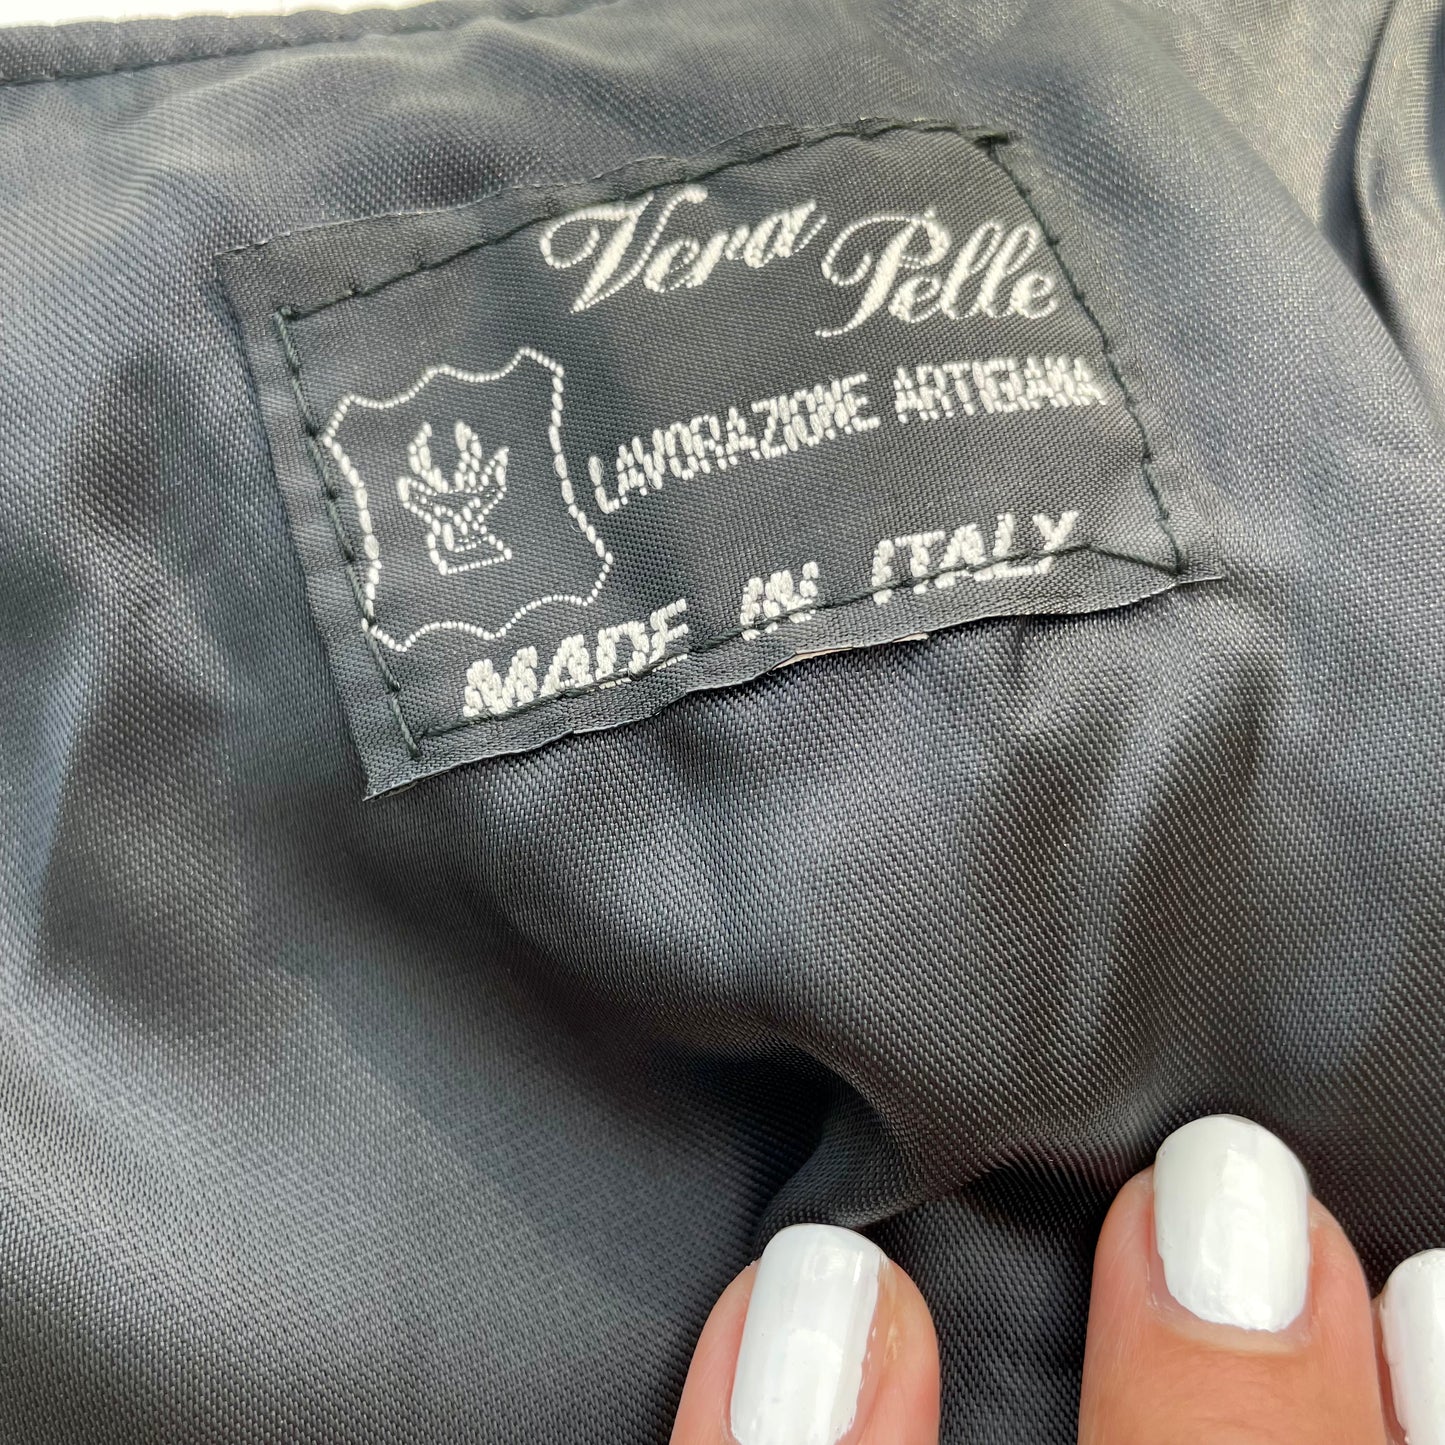 Vera Pelle
LAVORAZIONE ARTIGIANA
MADE IN ITALY